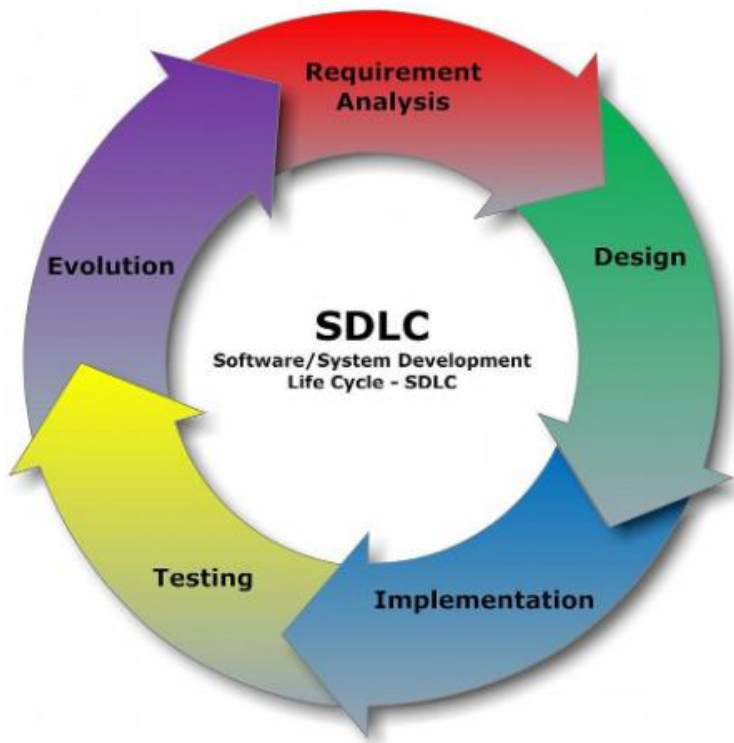 Requirement
Analysis
Design
Evolution
SDLC
Software/System Development
Life Cycle - SDLC
Testing
Implementation